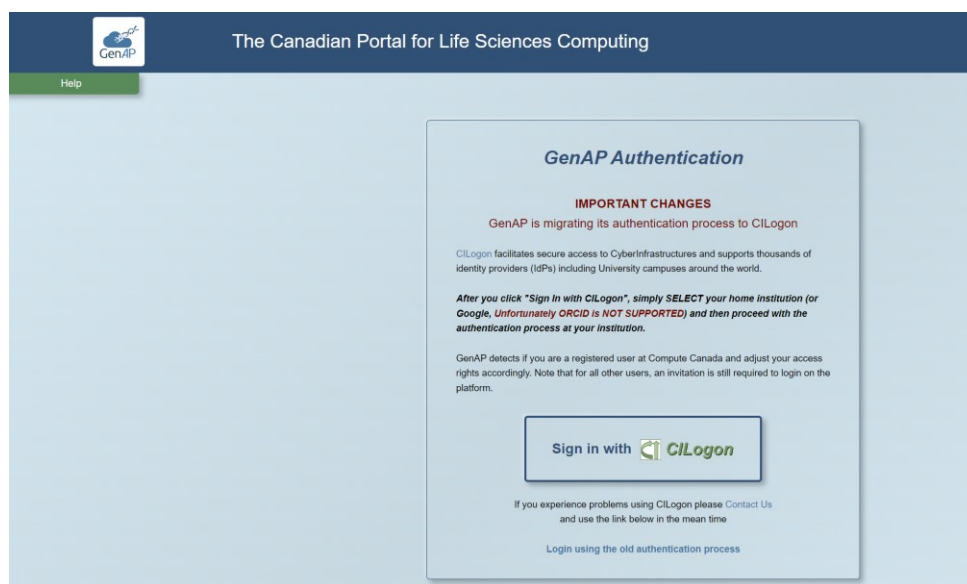 GenAP
The Canadian Portal for Life Sciences Computing
Help
GenAP Authentication
IMPORTANT CHANGES
GenAP is migrating its authentication process to CILogon
CILogon facilitates secure access to CyberInfrastructures and supports thousands of
identity providers (IdPs) including University campuses around the world.
After you click "Sign In with CILogon", simply SELECT your home institution (or
Google, Unfortunately ORCID is NOT SUPPORTED) and then proceed with the
authentication process at your institution.
GenAP detects if you are a registered user at Compute Canada and adjust your access
rights accordingly. Note that for all other users, an invitation is still required to login on the
platform.
Sign in with CILogon
If you experience problems using CILogon please Contact Us
and use the link below in the mean time
Login using the old authentication process